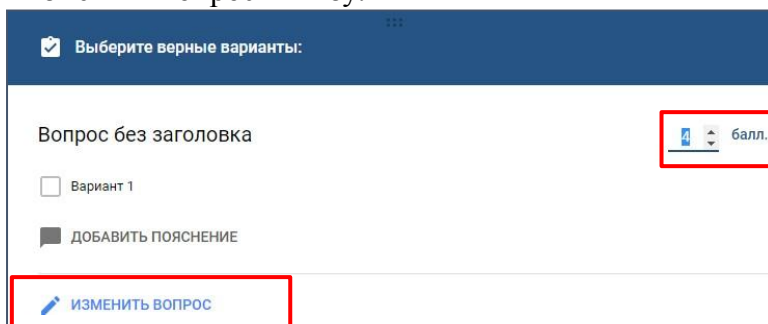 Выберите верные варианты:
Вопрос без заголовка
4 балл.
Вариант 1
ДОБАВИТЬ ПОЯСНЕНИЕ
ИЗМЕНИТЬ ВОПРОС